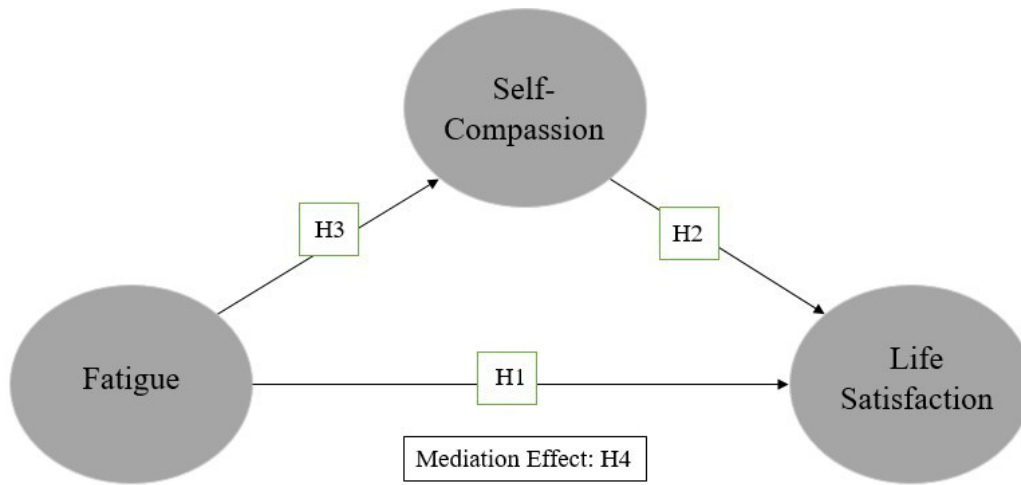 Self-
Compassion
H3
H2
Fatigue
H1
Life
Satisfaction
Mediation Effect: H4